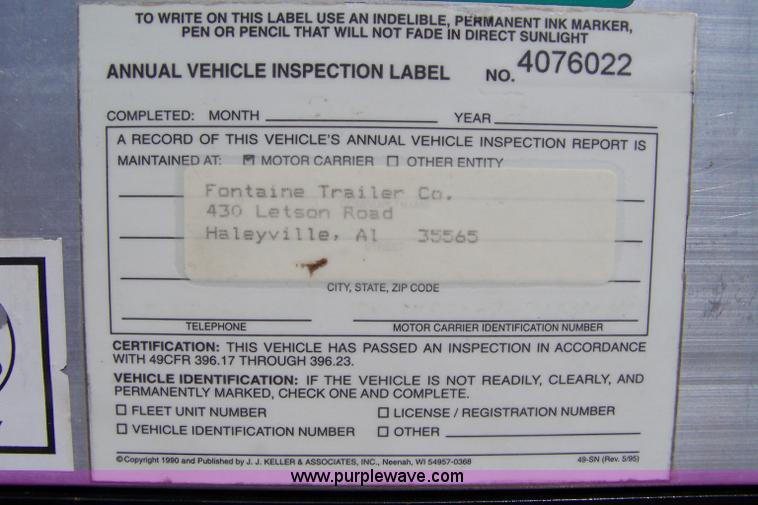 TO WRITE ON THIS LABEL USE AN INDELIBLE, PERMANENT INK MARKER,
PEN OR PENCIL THAT WILL NOT FADE IN DIRECT SUNLIGHT
ANNUAL VEHICLE INSPECTION LABEL NO. 4076022
COMPLETED: MONTH YEAR
A RECORD OF THIS VEHICLE'S ANNUAL VEHICLE INSPECTION REPORT IS
MAINTAINED AT: MOTOR CARRIER OTHER ENTITY
Fontaine Trailer Co.
430 Letson Road
Haleyville, Al 35565
CITY, STATE, ZIP CODE
TELEPHONE MOTOR CARRIER IDENTIFICATION NUMBER
CERTIFICATION: THIS VEHICLE HAS PASSED AN INSPECTION IN ACCORDANCE
WITH 49CFR 396.17 THROUGH 396.23.
VEHICLE IDENTIFICATION: IF THE VEHICLE IS NOT READILY, CLEARLY, AND
PERMANENTLY MARKED, CHECK ONE AND COMPLETE.
FLEET UNIT NUMBER LICENSE / REGISTRATION NUMBER
VEHICLE IDENTIFICATION NUMBER OTHER
©Copyright 1990 and Published by J. J. KELLER & ASSOCIATES, INC., Neenah, WI 54957-0368 49-SN (Rev. 5/95)
www.purplewave.com